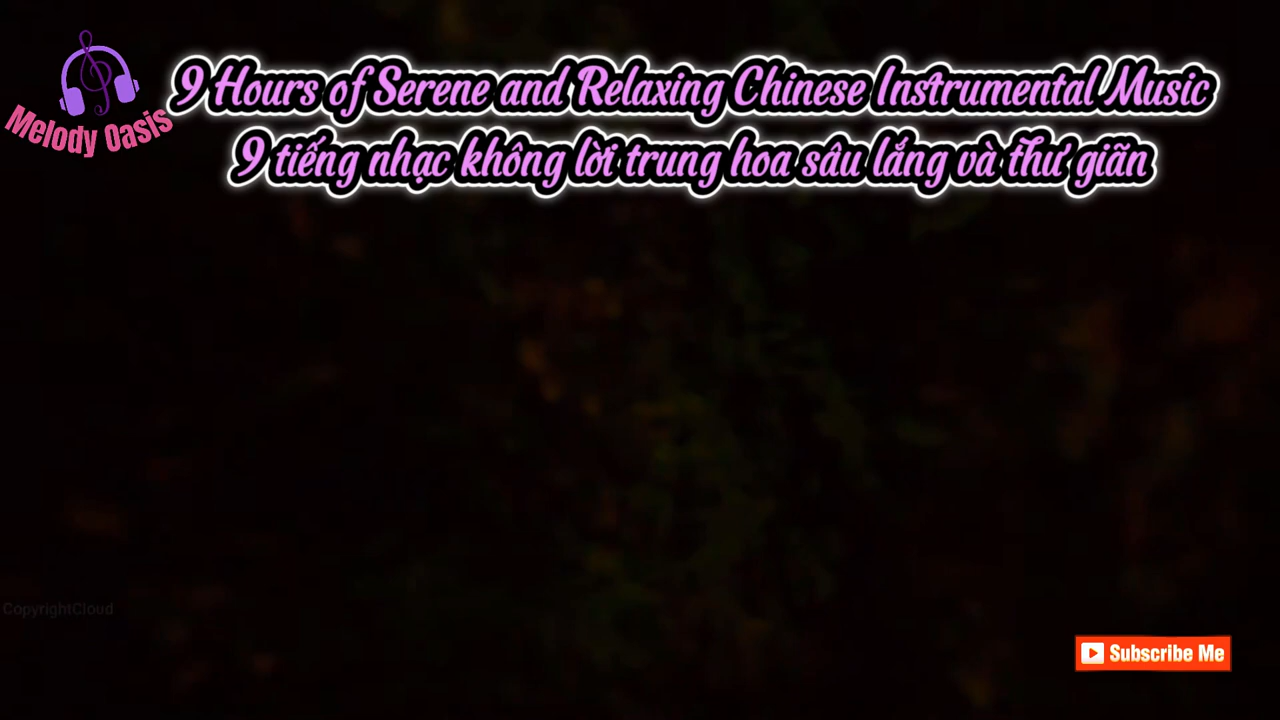 9 Hours of Serene and Relaxing Chinese Instrumental Music
9 tiếng nhạc không lời trung hoa sâu lắng và thư giãn
Melody Oasis
CopyrightCloud
Subscribe Me